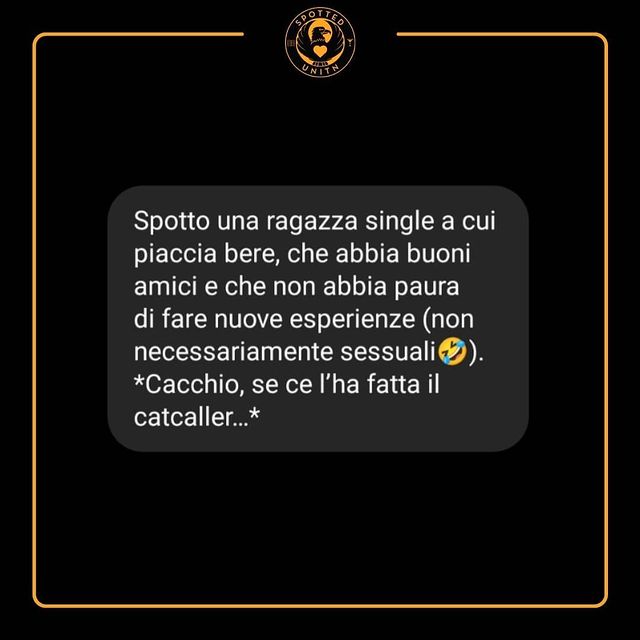 SPOTTED
UNITN
Spotto una ragazza single a cui
piaccia bere, che abbia buoni
amici e che non abbia paura
di fare nuove esperienze (non
necessariamente sessuali🤣).
*Cacchio, se ce l’ha fatta il
catcaller...*